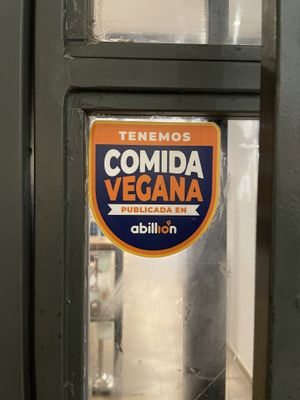 TENEMOS
COMIDA
VEGANA
PUBLICADA EN
abillion